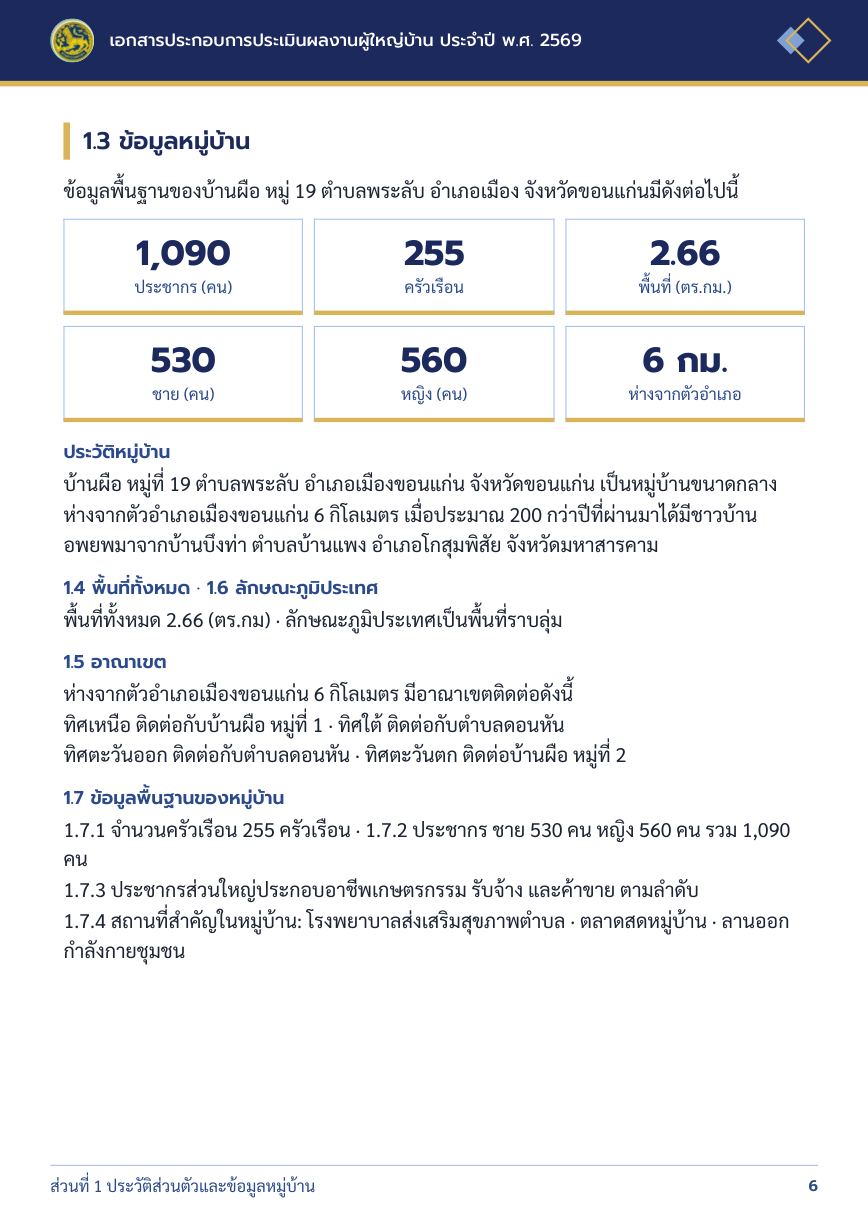 เอกสารประกอบการประเมินผลงานผู้ใหญ่บ้าน ประจำปี พ.ศ. 2569
1.3 ข้อมูลหมู่บ้าน
ข้อมูลพื้นฐานของบ้านผือ หมู่ 19 ตำบลพระลับ อำเภอเมือง จังหวัดขอนแก่นมีดังต่อไปนี้
1,090
ประชากร (คน)
255
ครัวเรือน
2.66
พื้นที่ (ตร.กม.)
530
ชาย (คน)
560
หญิง (คน)
6 กม.
ห่างจากตัวอำเภอ
ประวัติหมู่บ้าน
บ้านผือ หมู่ที่ 19 ตำบลพระลับ อำเภอเมืองขอนแก่น จังหวัดขอนแก่น เป็นหมู่บ้านขนาดกลาง
ห่างจากตัวอำเภอเมืองขอนแก่น 6 กิโลเมตร เมื่อประมาณ 200 กว่าปีที่ผ่านมาได้มีชาวบ้าน
อพยพมาจากบ้านบึงท่า ตำบลบ้านแพง อำเภอโกสุมพิสัย จังหวัดมหาสารคาม
1.4 พื้นที่ทั้งหมด · 1.6 ลักษณะภูมิประเทศ
พื้นที่ทั้งหมด 2.66 (ตร.กม) · ลักษณะภูมิประเทศเป็นพื้นที่ราบลุ่ม
1.5 อาณาเขต
ห่างจากตัวอำเภอเมืองขอนแก่น 6 กิโลเมตร มีอาณาเขตติดต่อดังนี้
ทิศเหนือ ติดต่อกับบ้านผือ หมู่ที่ 1 · ทิศใต้ ติดต่อกับตำบลดอนหัน
ทิศตะวันออก ติดต่อกับตำบลดอนหัน · ทิศตะวันตก ติดต่อบ้านผือ หมู่ที่ 2
1.7 ข้อมูลพื้นฐานของหมู่บ้าน
1.7.1 จำนวนครัวเรือน 255 ครัวเรือน · 1.7.2 ประชากร ชาย 530 คน หญิง 560 คน รวม 1,090
คน
1.7.3 ประชากรส่วนใหญ่ประกอบอาชีพเกษตรกรรม รับจ้าง และค้าขาย ตามลำดับ
1.7.4 สถานที่สำคัญในหมู่บ้าน: โรงพยาบาลส่งเสริมสุขภาพตำบล · ตลาดสดหมู่บ้าน · ลานออก
กำลังกายชุมชน
ส่วนที่ 1 ประวัติส่วนตัวและข้อมูลหมู่บ้าน
6